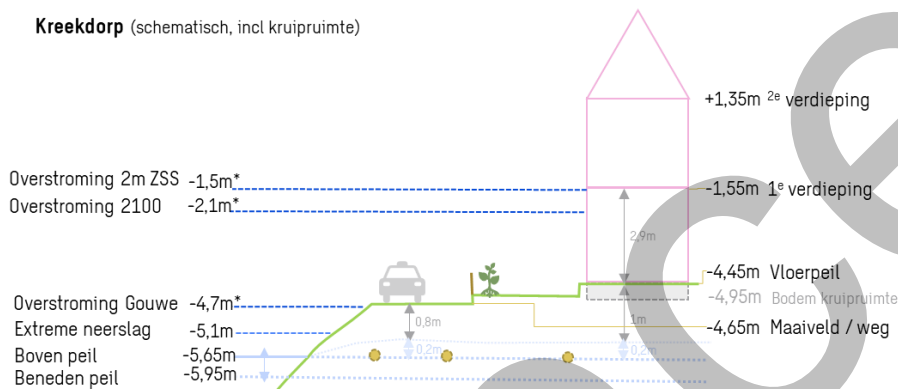 Kreekdorp (schematisch, incl kruipruimte)
+1,35m 2e verdieping
Overstroming 2m ZSS -1,5m*
-1,55m 1e verdieping
Overstroming 2100 -2,1m*
2,9m
-4,45m Vloerpeil
-4,95m Bodem kruipruimte
Overstroming Gouwe -4,7m*
-4,65m Maaiveld / weg
0,8m
1m
Extreme neerslag -5,1m
0,2m
0,2m
Boven peil -5,65m
Beneden peil -5,95m